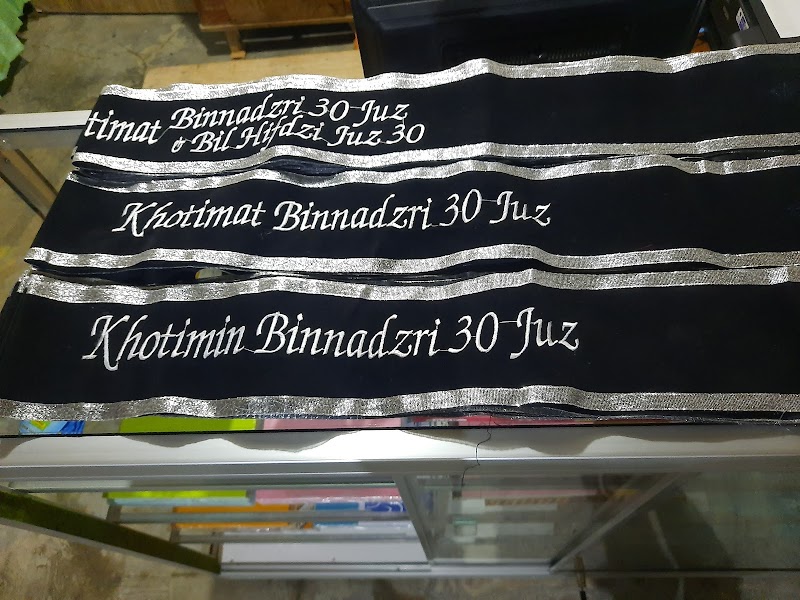 timat Binnadzri 30 Juz
& Bil Hifdzi Juz 30
Khotimat Binnadzri 30 Juz
Khotimin Binnadzri 30 Juz